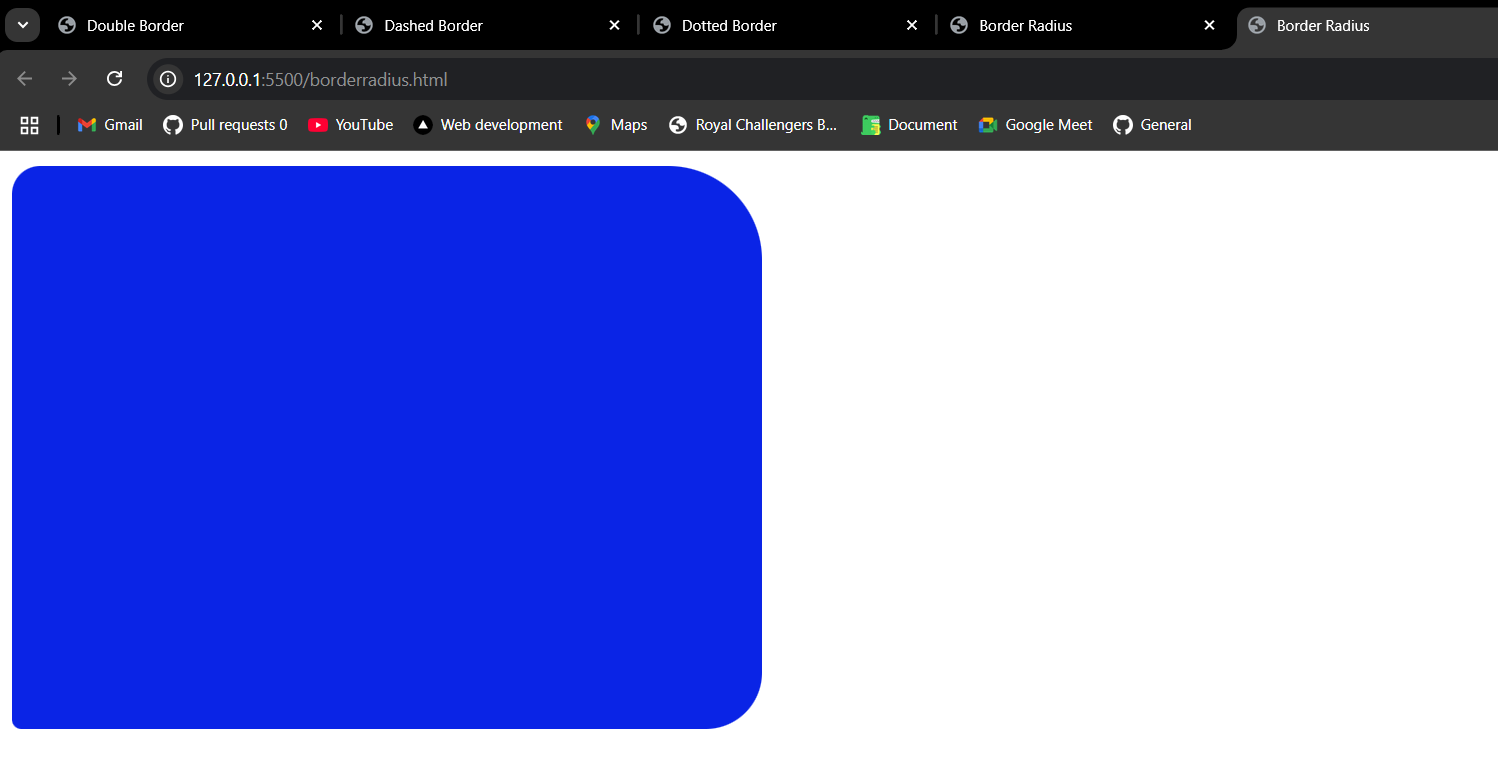 Double Border Dashed Border Dotted Border Border Radius Border Radius
127.0.0.1:5500/borderradius.html
Gmail Pull requests 0 YouTube Web development Maps Royal Challengers B... Document Google Meet General